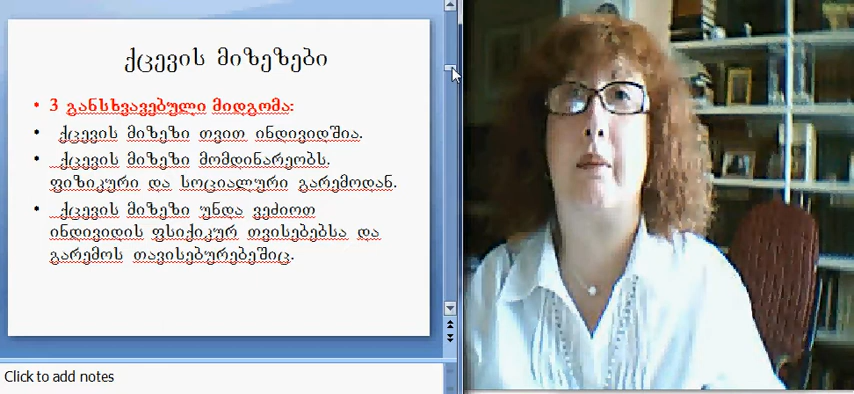 ქცევის მიზეზები
• 3 განსხვავებული მიდგომა:
• ქცევის მიზეზი თვით ინდივიდშია.
• ქცევის მიზეზი მომდინარეობს.
ფიზიკური და სოციალური გარემოდან.
• ქცევის მიზეზი უნდა ვეძიოთ
ინდივიდის ფსიქიკურ თვისებებსა და
გარემოს თავისებურებებშიც.
Click to add notes